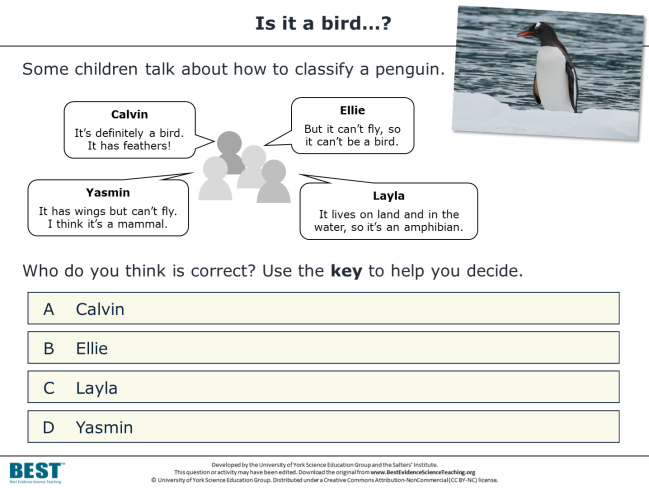 Is it a bird...?
Some children talk about how to classify a penguin.
Calvin
It's definitely a bird.
It has feathers!
Ellie
But it can't fly, so
it can't be a bird.
Yasmin
It has wings but can't fly.
I think it's a mammal.
Layla
It lives on land and in the
water, so it's an amphibian.
Who do you think is correct? Use the key to help you decide.
A Calvin
B Ellie
C Layla
D Yasmin
BEST™
Best Evidence Science Teaching
Developed by the University of York Science Education Group and the Salters' Institute.
This question or activity may have been edited. Download the original from www.BestEvidenceScienceTeaching.org
© University of York Science Education Group. Distributed under a Creative Commons Attribution-NonCommercial (CC BY-NC) license.